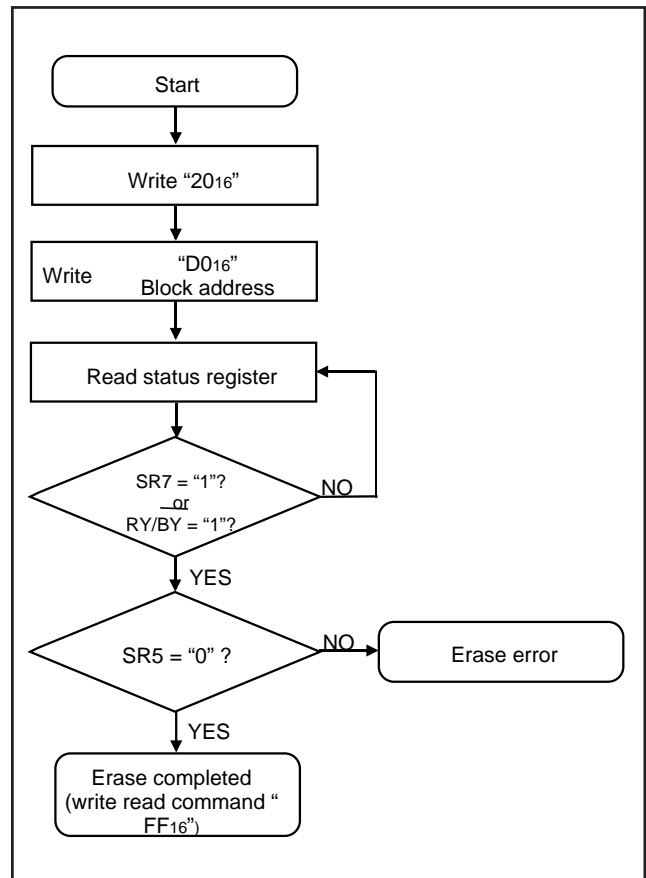 Start
Write “2016”
“D016”
Write
Block address
Read status register
SR7 = “1”?
or
RY/BY = “1”?
NO
YES
SR5 = “0” ?
NO
Erase error
YES
Erase completed
(write read command “
FF16”)